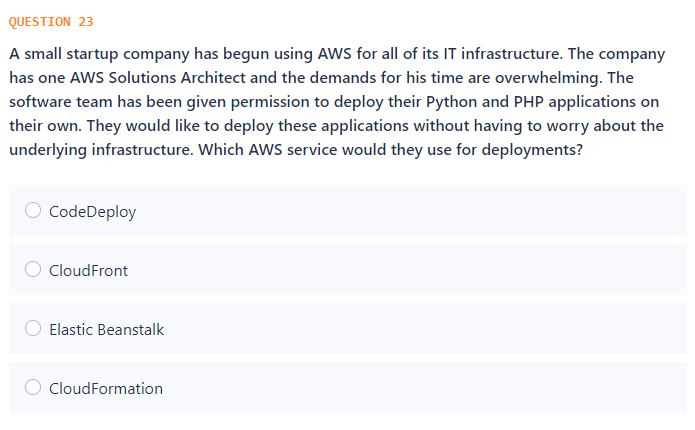 QUESTION 23
A small startup company has begun using AWS for all of its IT infrastructure. The company
has one AWS Solutions Architect and the demands for his time are overwhelming. The
software team has been given permission to deploy their Python and PHP applications on
their own. They would like to deploy these applications without having to worry about the
underlying infrastructure. Which AWS service would they use for deployments?
CodeDeploy
CloudFront
Elastic Beanstalk
CloudFormation